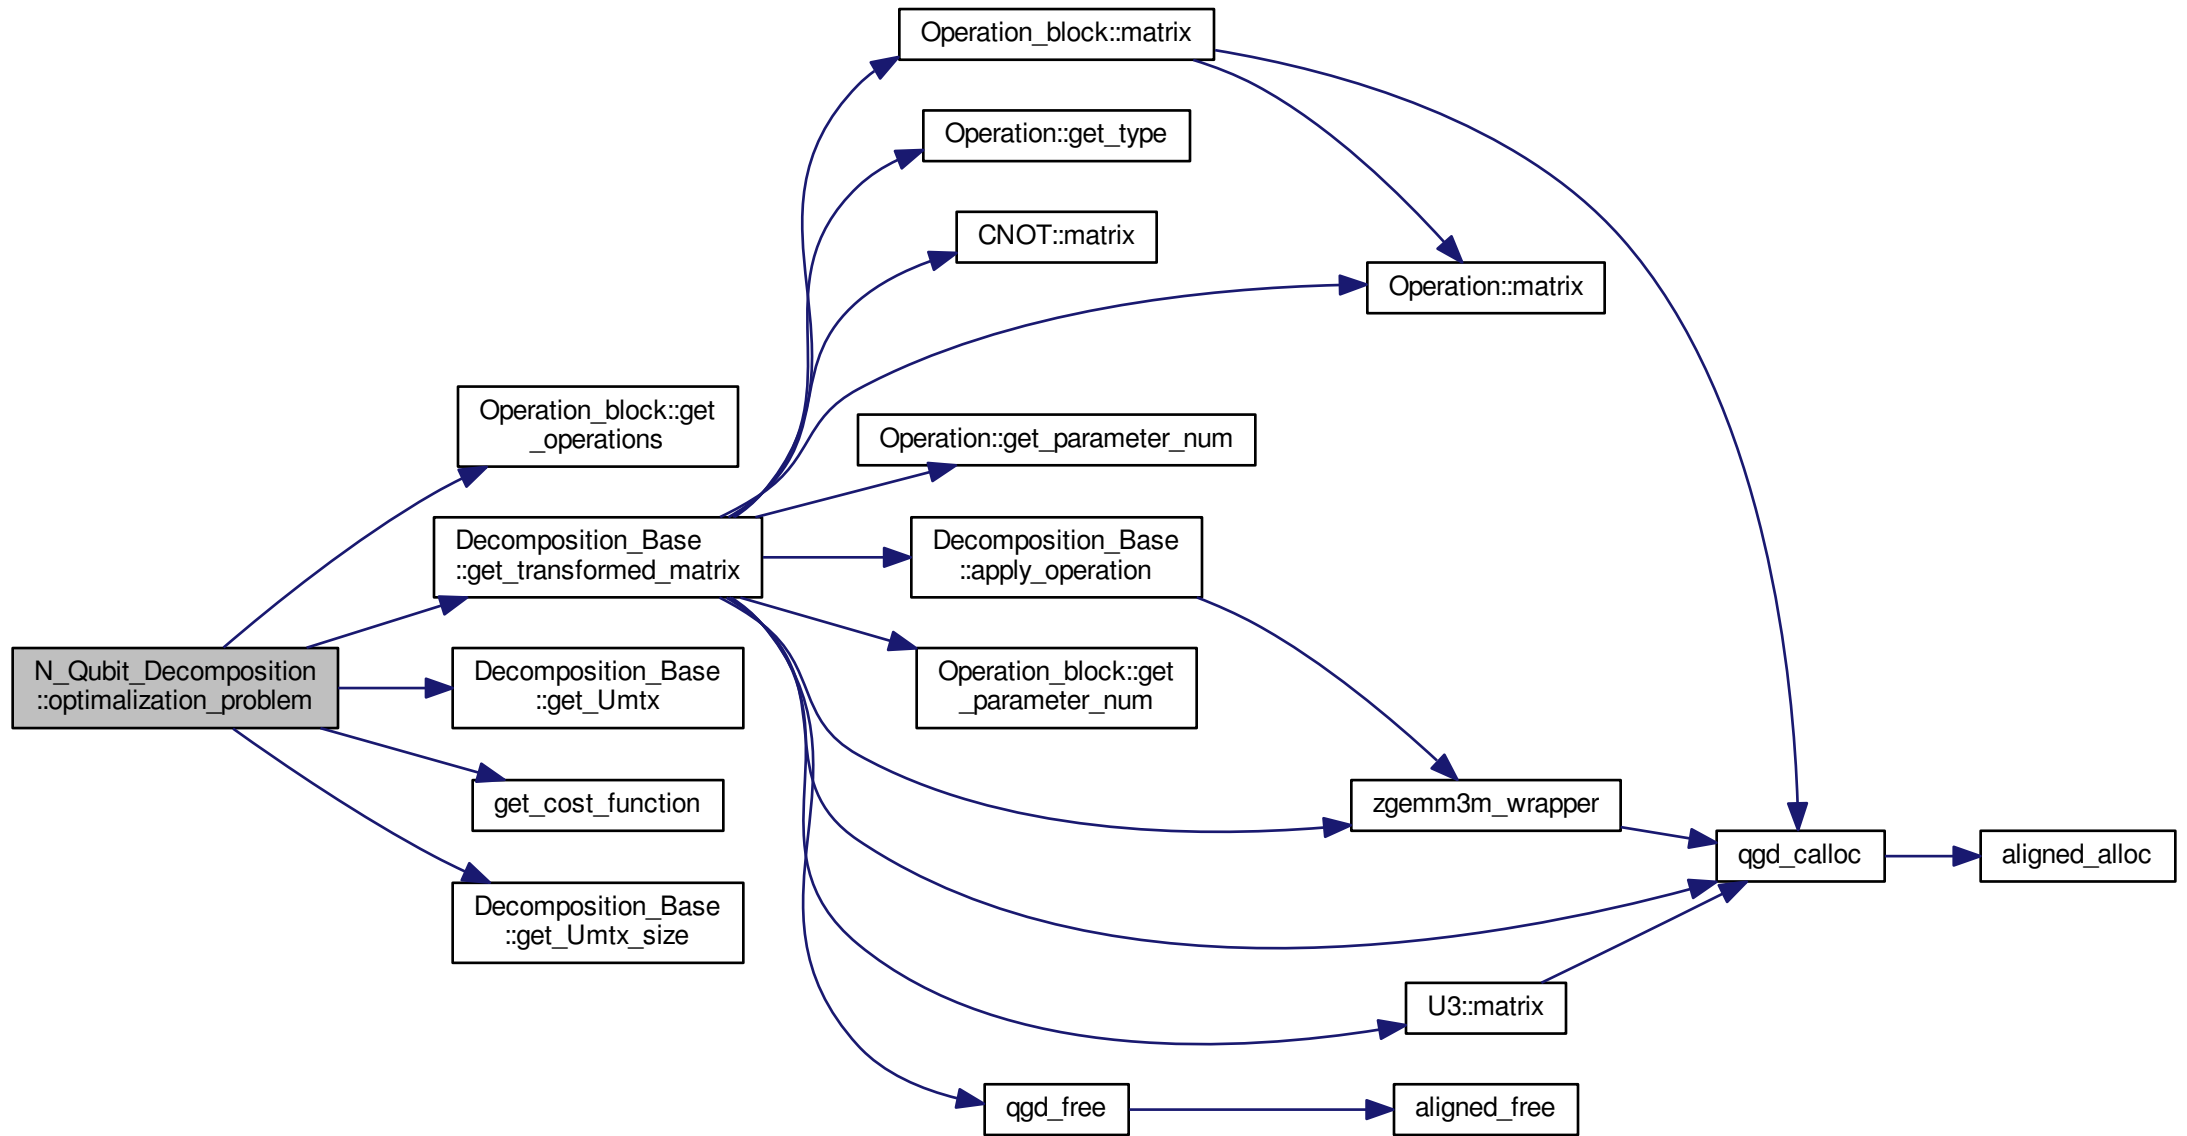 Operation_block::matrix
Operation::get_type
CNOT::matrix
Operation::matrix
Operation_block::get
_operations
Operation::get_parameter_num
Decomposition_Base
::get_transformed_matrix
Decomposition_Base
::apply_operation
N_Qubit_Decomposition
::optimalization_problem
Decomposition_Base
::get_Umtx
Operation_block::get
_parameter_num
get_cost_function
zgemm3m_wrapper
qgd_calloc
aligned_alloc
Decomposition_Base
::get_Umtx_size
U3::matrix
qgd_free
aligned_free